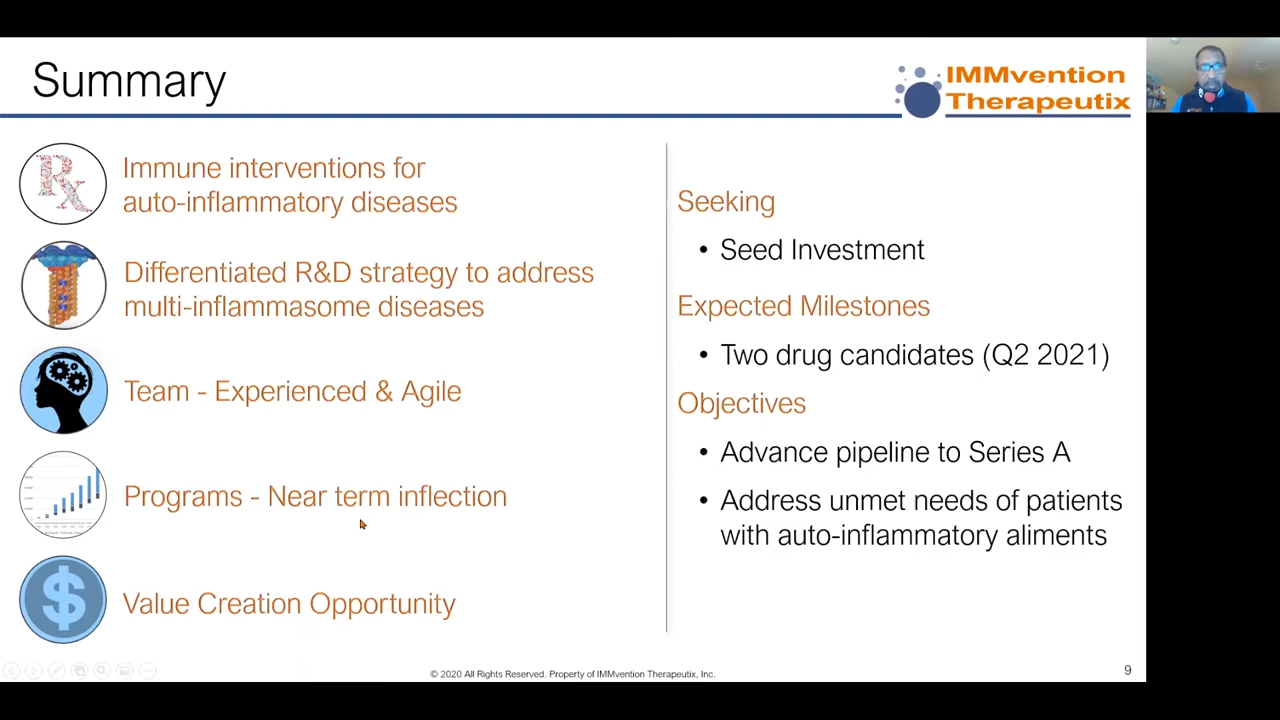 Summary
IMMvention
Therapeutix
Rx
Immune interventions for
auto-inflammatory diseases
Differentiated R&D strategy to address
multi-inflammasome diseases
Team - Experienced & Agile
Programs - Near term inflection
$
Value Creation Opportunity
Seeking
• Seed Investment
Expected Milestones
• Two drug candidates (Q2 2021)
Objectives
• Advance pipeline to Series A
• Address unmet needs of patients
with auto-inflammatory aliments
© 2020 All Rights Reserved. Property of IMMvention Therapeutix, Inc.
9